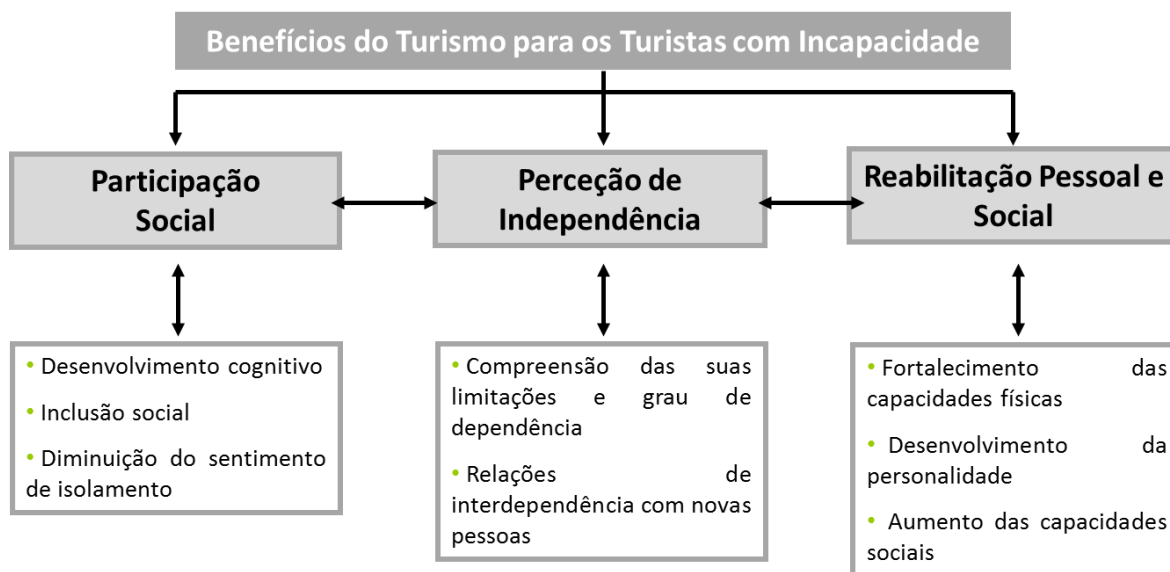 Benefícios do Turismo para os Turistas com Incapacidade
Participação
Social
Perceção de
Independência
Reabilitação Pessoal e
Social
• Desenvolvimento cognitivo
• Inclusão social
• Diminuição do sentimento
de isolamento
• Compreensão das suas
limitações e grau de
dependência
• Relações de
interdependência com novas
pessoas
• Fortalecimento das
capacidades físicas
• Desenvolvimento da
personalidade
• Aumento das capacidades
sociais